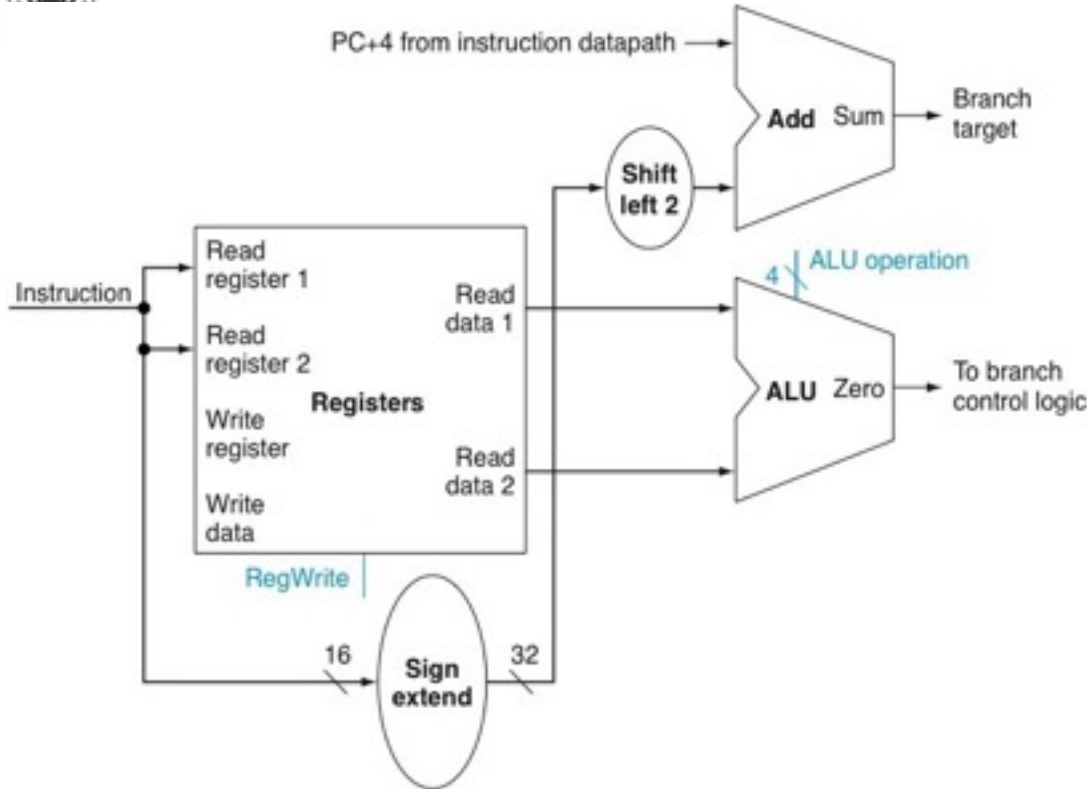 PC+4 from instruction datapath
Add Sum
Branch
target
Shift
left 2
4
ALU operation
Instruction
Read
register 1
Read
data 1
Read
register 2
Registers
ALU Zero
To branch
control logic
Write
register
Read
data 2
Write
data
RegWrite
16
Sign
extend
32